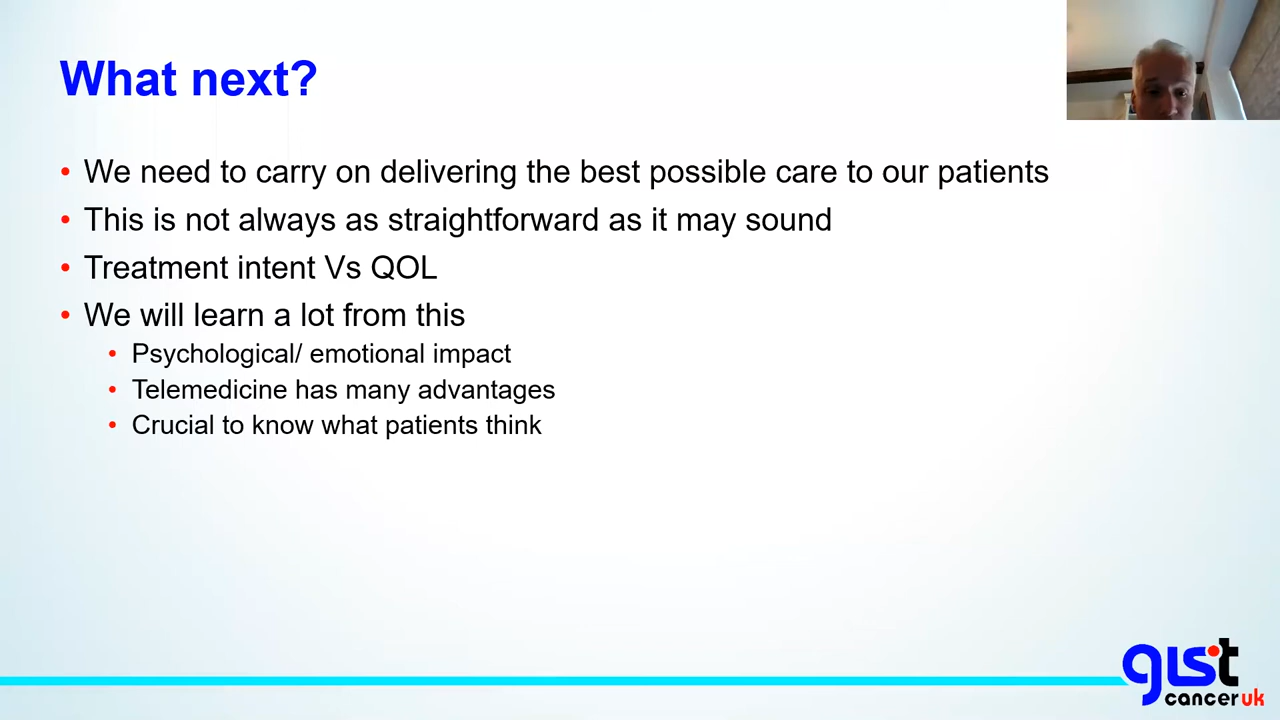 What next?
• We need to carry on delivering the best possible care to our patients
• This is not always as straightforward as it may sound
• Treatment intent Vs QOL
• We will learn a lot from this
• Psychological/ emotional impact
• Telemedicine has many advantages
• Crucial to know what patients think
gist
cancer uk